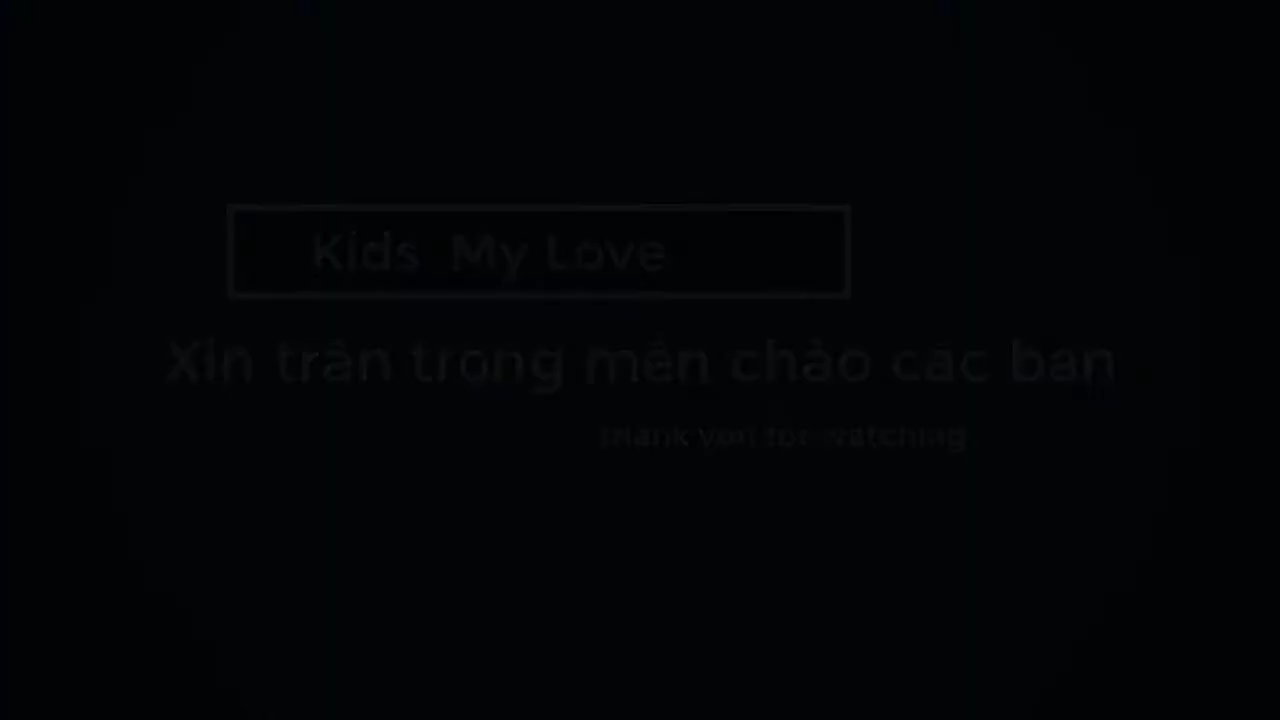 Kids My Love
Xin trân trọng mến chào các bạn
thank you for watching